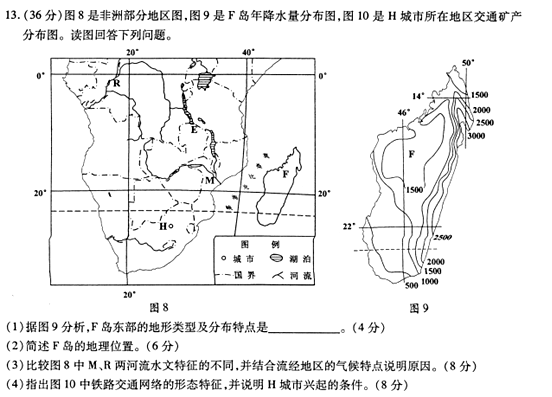 13.(36分)图8是非洲部分地区图,图9是F岛年降水量分布图,图10是H城市所在地区交通矿产
分布图。读图回答下列问题。
20° 40°
0° 0°
R
E
M
F
20° 20°
H
图 例
城市 湖泊
国界 河流
20°
图8
50°
14°
1500
2000
2500
3000
46°
F
1500
22°
2500
2000
1500
1000
500
图9
(1)据图9分析,F岛东部的地形类型及分布特点是。(4分)
(2)简述F岛的地理位置。(6分)
(3)比较图8中M、R两河流水文特征的不同,并结合流经地区的气候特点说明原因。(8分)
(4)指出图10中铁路交通网络的形态特征,并说明H城市兴起的条件。(8分)